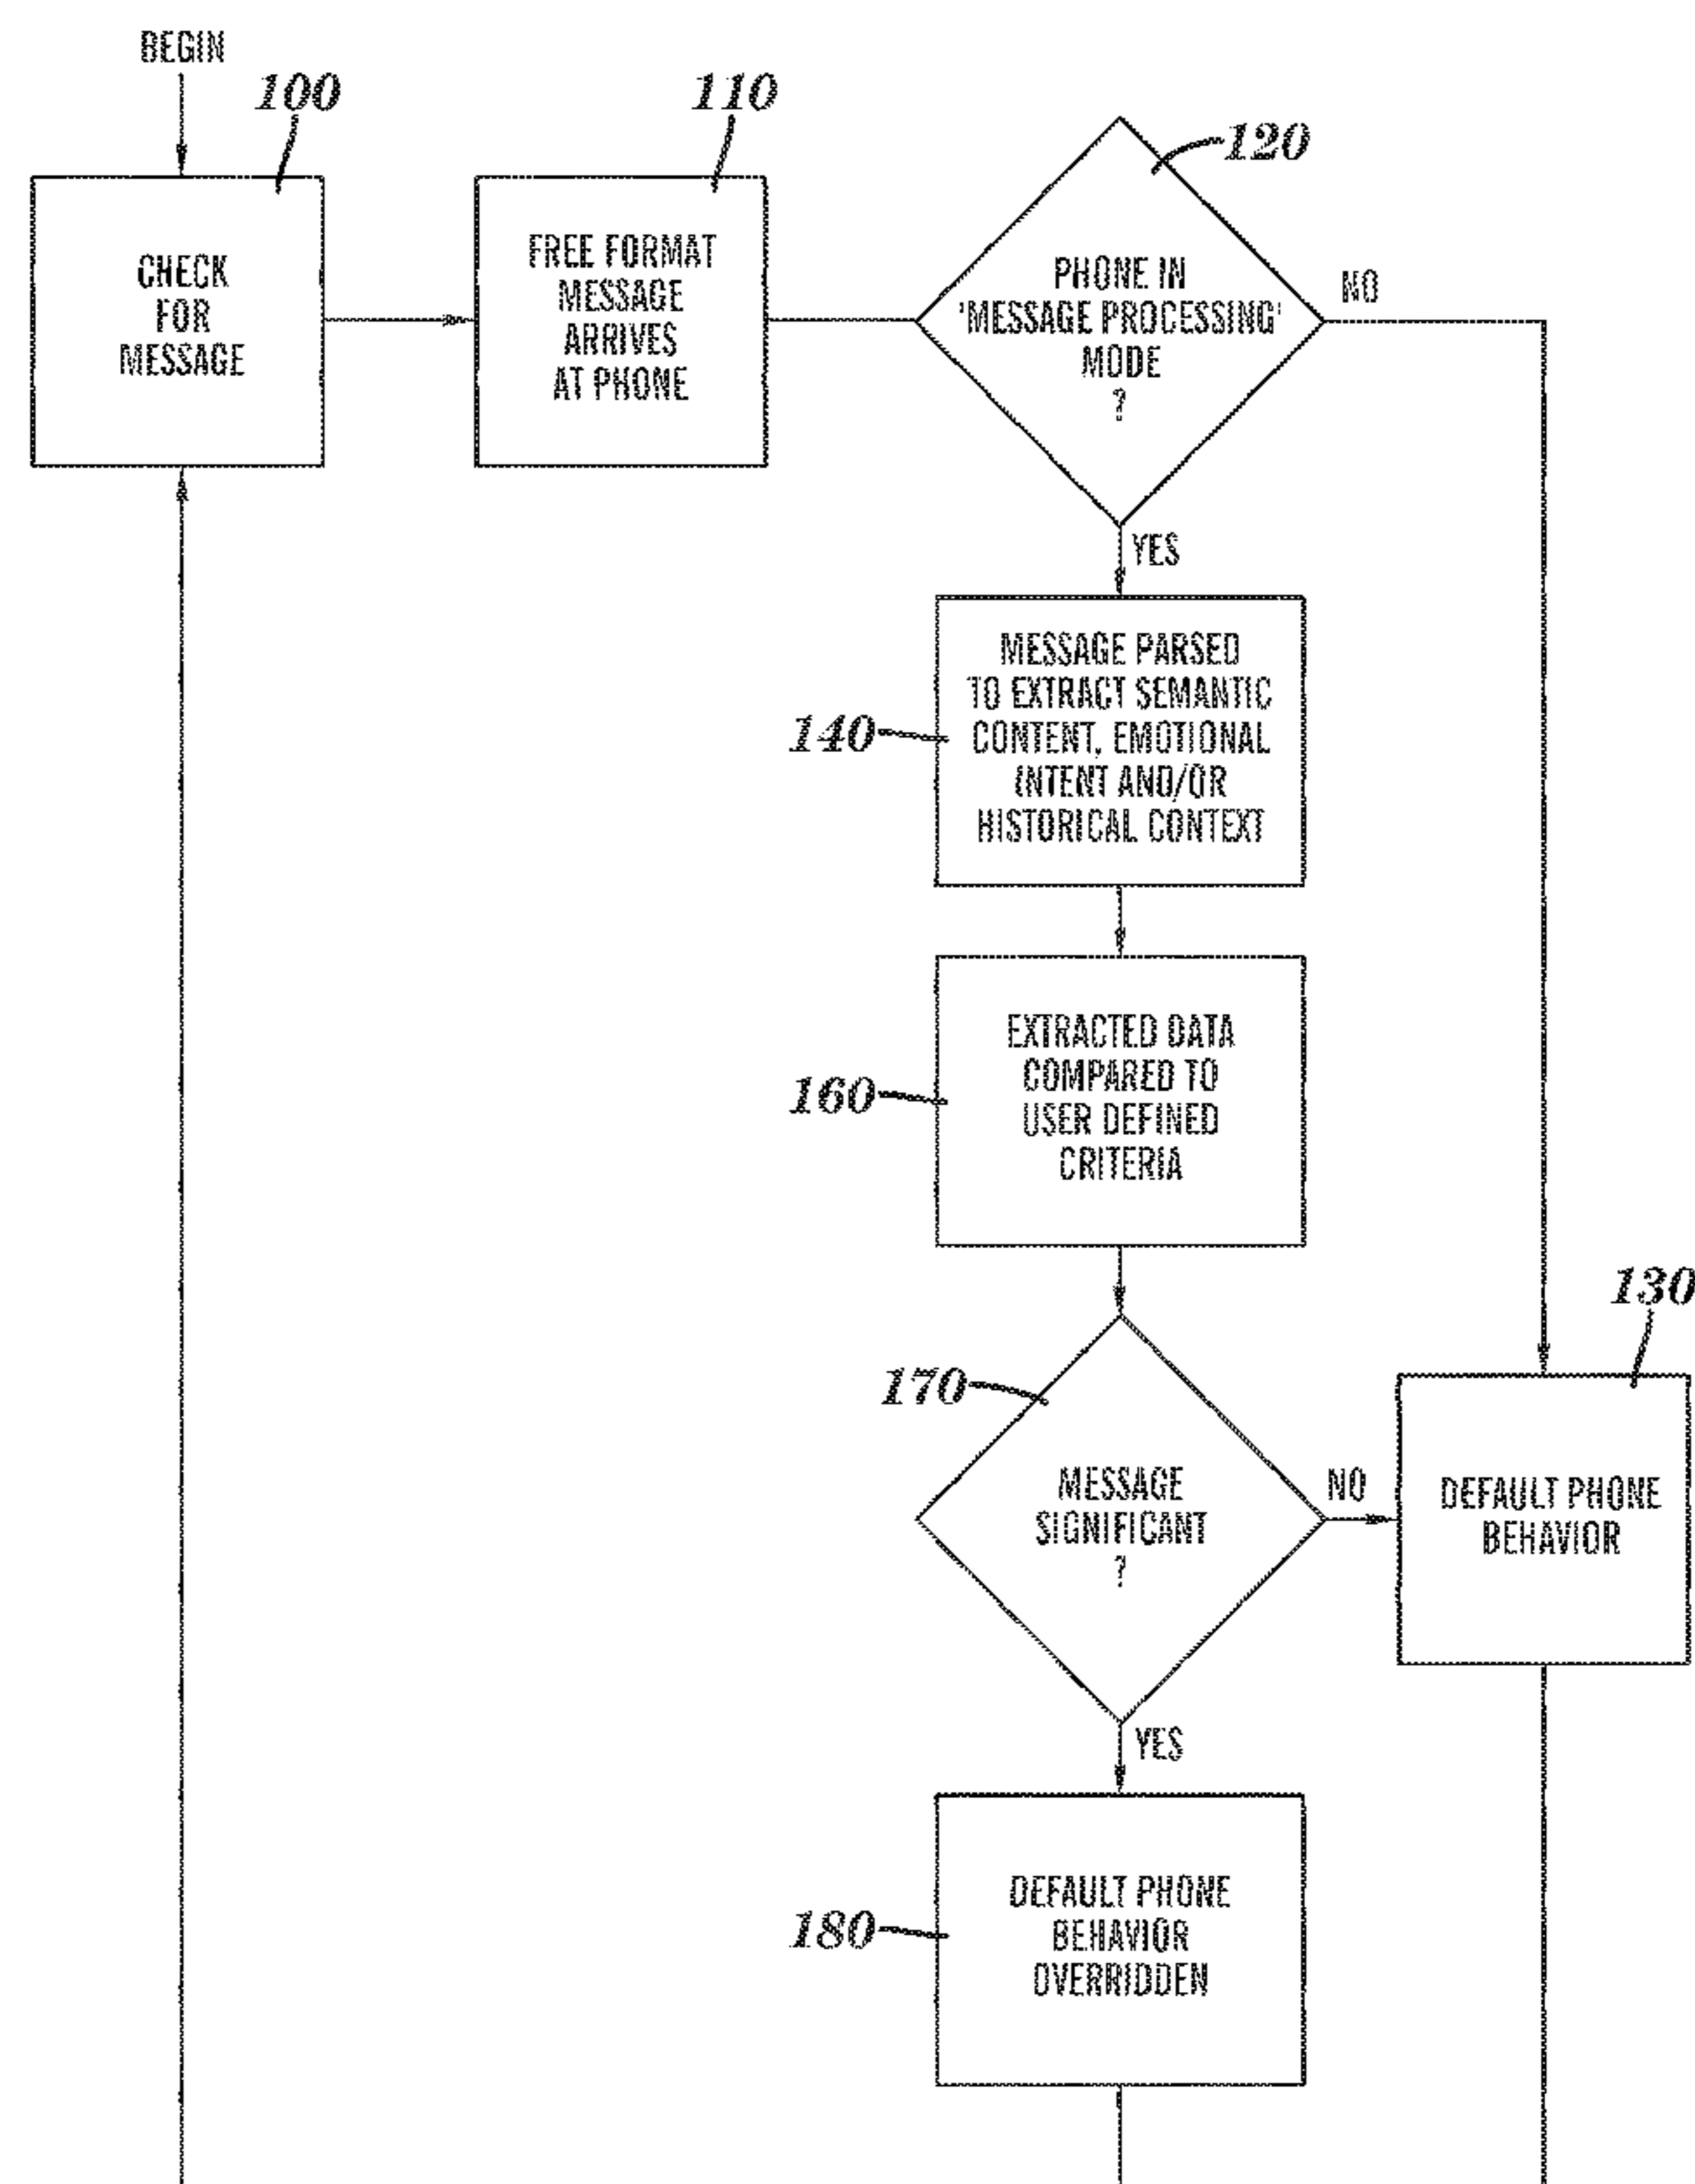 BEGIN
100
CHECK
FOR
MESSAGE
110
FREE FORMAT
MESSAGE
ARRIVES
AT PHONE
120
PHONE IN
'MESSAGE PROCESSING'
MODE
?
NO
YES
140
MESSAGE PARSED
TO EXTRACT SEMANTIC
CONTENT, EMOTIONAL
INTENT AND/OR
HISTORICAL CONTEXT
160
EXTRACTED DATA
COMPARED TO
USER DEFINED
CRITERIA
170
MESSAGE
SIGNIFICANT
?
NO
130
DEFAULT PHONE
BEHAVIOR
YES
180
DEFAULT PHONE
BEHAVIOR
OVERRIDDEN